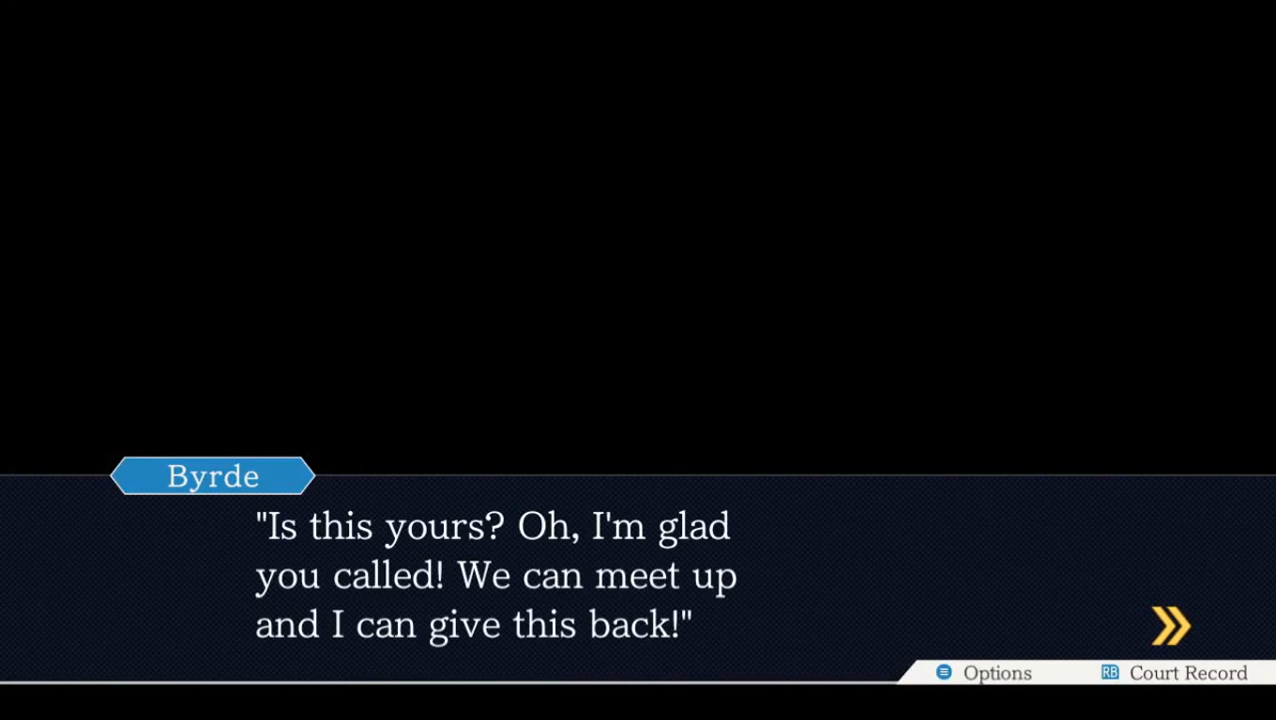 Byrde
"Is this yours? Oh, I'm glad
you called! We can meet up
and I can give this back!"
Options
RB Court Record